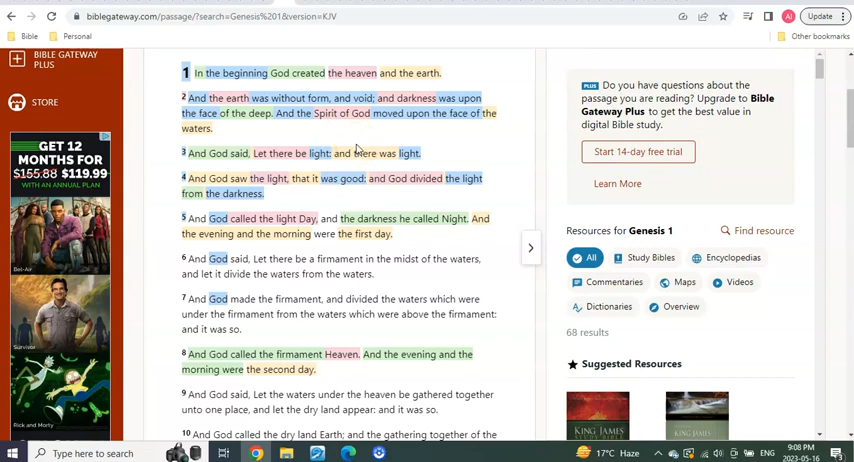 biblegateway.com/passage/?search=Genesis%201&version=KJV
AI
Update
Bible
Personal
Other bookmarks
BIBLE GATEWAY
PLUS
STORE
GET 12
MONTHS FOR
$155.88 $119.99
WITH AN ANNUAL PLAN
Bel-Air
Survivor
Rick and Morty
1 In the beginning God created the heaven and the earth.
2 And the earth was without form, and void; and darkness was upon
the face of the deep. And the Spirit of God moved upon the face of the
waters.
3 And God said, Let there be light: and there was light.
4 And God saw the light, that it was good: and God divided the light
from the darkness.
5 And God called the light Day, and the darkness he called Night. And
the evening and the morning were the first day.
6 And God said, Let there be a firmament in the midst of the waters,
and let it divide the waters from the waters.
7 And God made the firmament, and divided the waters which were
under the firmament from the waters which were above the firmament:
and it was so.
8 And God called the firmament Heaven. And the evening and the
morning were the second day.
9 And God said, Let the waters under the heaven be gathered together
unto one place, and let the dry land appear: and it was so.
10 And God called the dry land Earth; and the gathering together of the
PLUS Do you have questions about the
passage you are reading? Upgrade to Bible
Gateway Plus to get the best value in
digital Bible study.
Start 14-day free trial
Learn More
Resources for Genesis 1
Find resource
All
Study Bibles
Encyclopedias
Commentaries
Maps
Videos
Dictionaries
Overview
68 results
Suggested Resources
KING JAMES
KING JAMES
Type here to search
17°C Haze
ENG
9:08 PM
2023-05-16
3